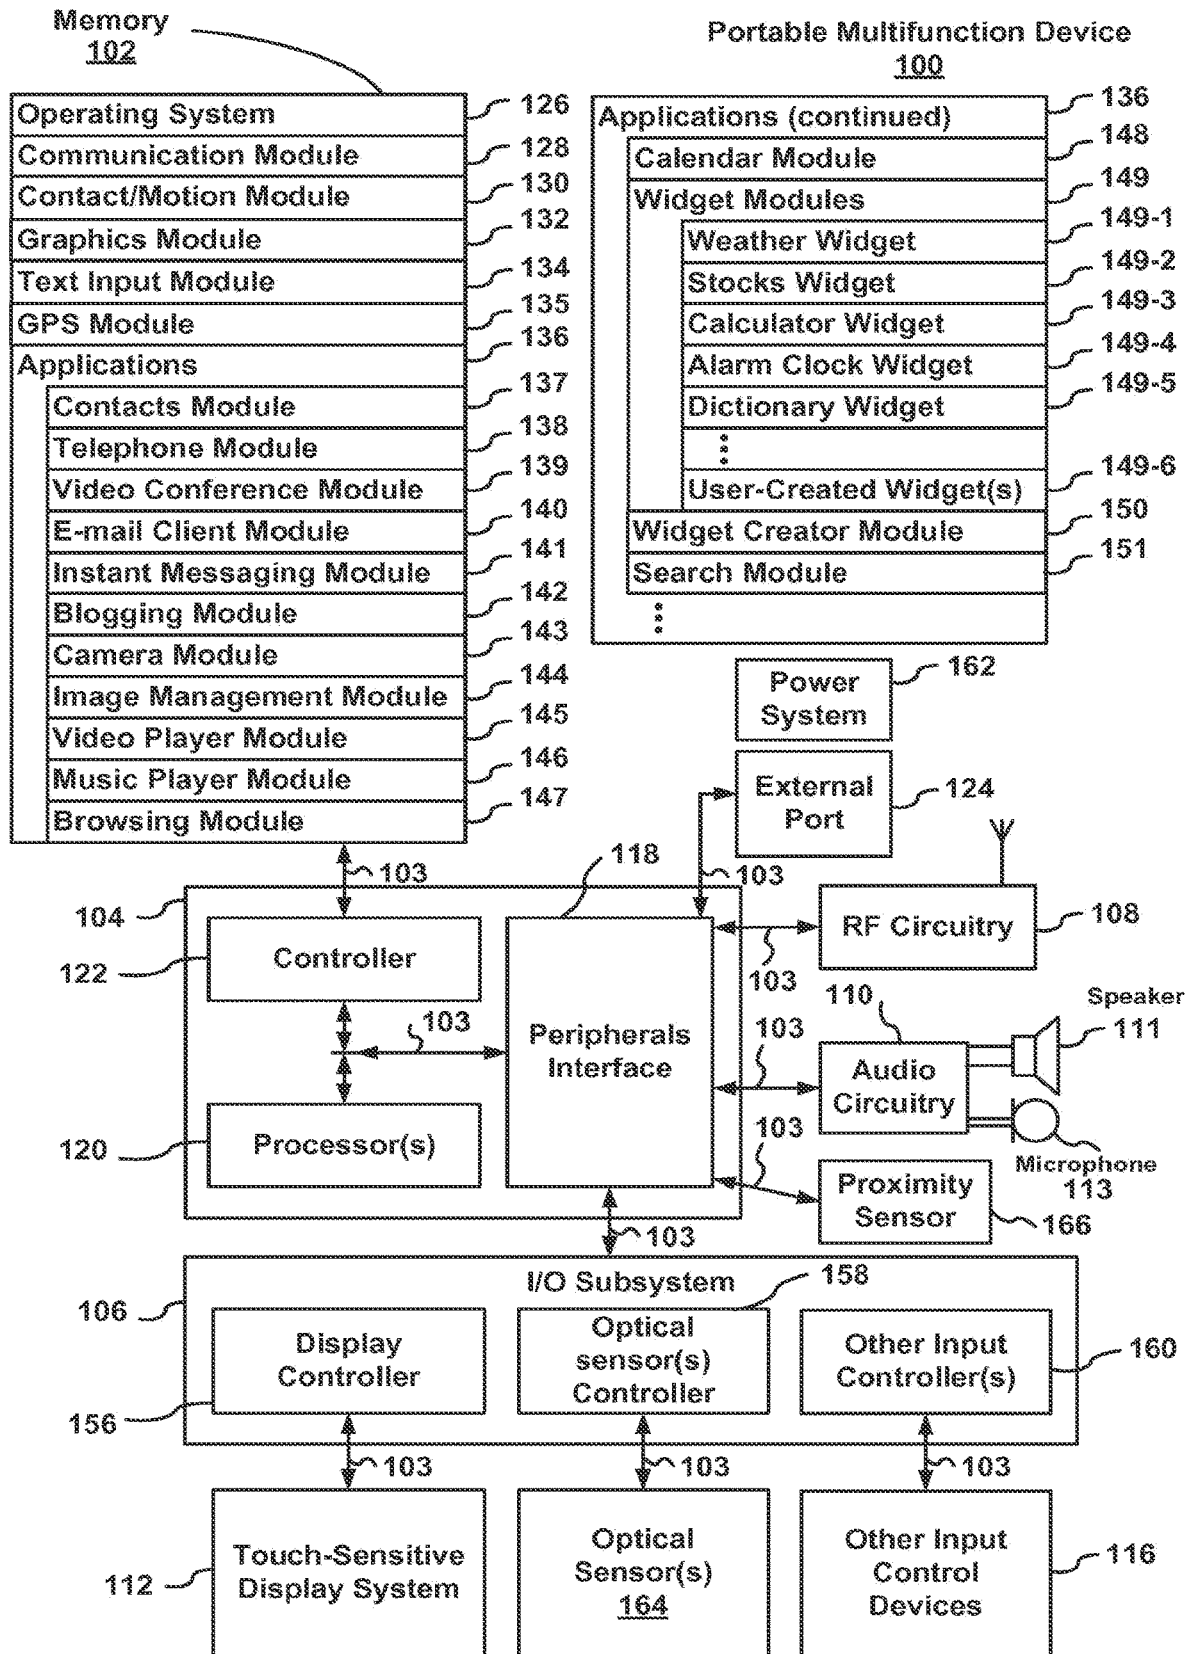 Memory
102
Portable Multifunction Device
100
Operating System 126
Communication Module 128
Contact/Motion Module 130
Graphics Module 132
Text Input Module 134
GPS Module 135
Applications 136
Contacts Module 137
Telephone Module 138
Video Conference Module 139
E-mail Client Module 140
Instant Messaging Module 141
Blogging Module 142
Camera Module 143
Image Management Module 144
Video Player Module 145
Music Player Module 146
Browsing Module 147
Applications (continued) 136
Calendar Module 148
Widget Modules 149
Weather Widget 149-1
Stocks Widget 149-2
Calculator Widget 149-3
Alarm Clock Widget 149-4
Dictionary Widget 149-5
⋮
User-Created Widget(s) 149-6
Widget Creator Module 150
Search Module 151
⋮
Power
System
162
External
Port
124
103
118
103
104
Controller
122
103
Peripherals
Interface
Processor(s)
120
RF Circuitry
108
103
110
Speaker
111
103
Audio
Circuitry
Microphone
113
103
Proximity
Sensor
166
103
I/O Subsystem
106
158
Display
Controller
156
Optical
sensor(s)
Controller
Other Input
Controller(s)
160
103
103
103
Touch-Sensitive
Display System
112
Optical
Sensor(s)
164
Other Input
Control
Devices
116